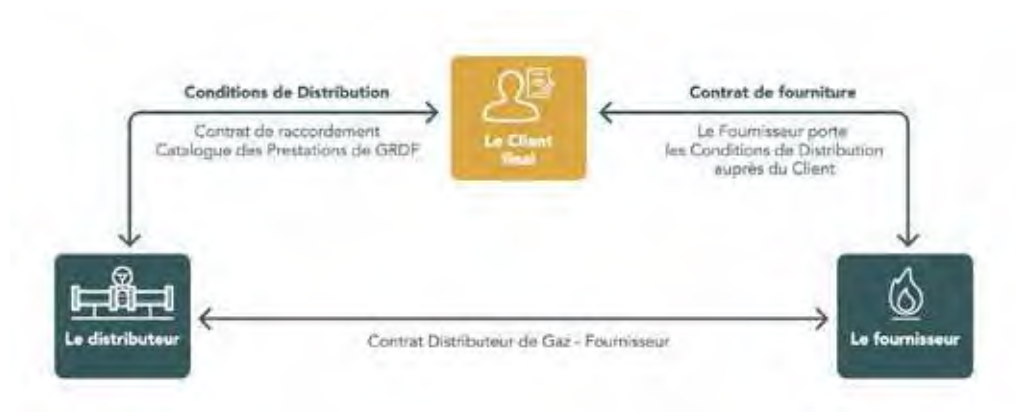 Conditions de Distribution
Contrat de raccordement
Catalogue des Prestations de GRDF
Le Client
final
Contrat de fourniture
Le Fournisseur porte
les Conditions de Distribution
auprès du Client
Le distributeur
Contrat Distributeur de Gaz - Fournisseur
Le fournisseur